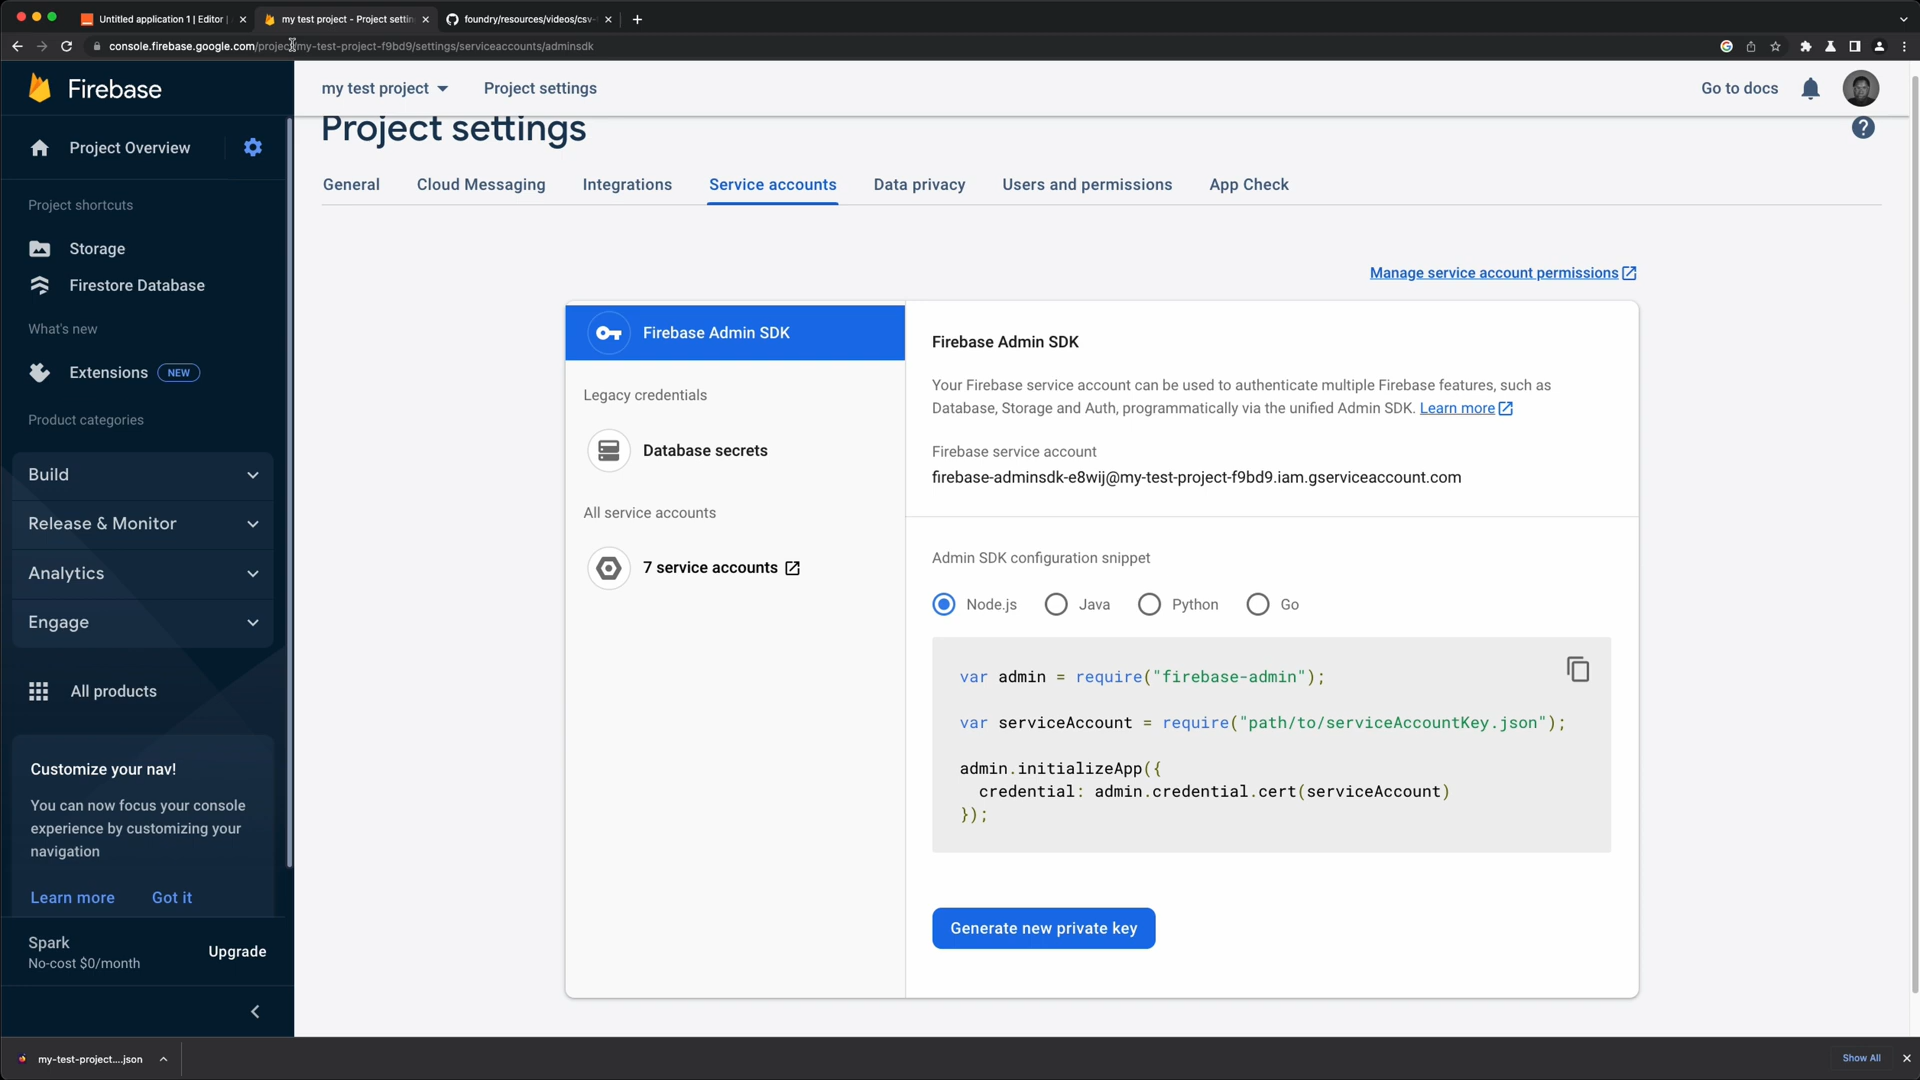 Untitled application 1 | Editor
my test project - Project settin
foundry/resources/videos/csv-
console.firebase.google.com/project/my-test-project-f9bd9/settings/serviceaccounts/adminsdk
Firebase
my test project
Project settings
Go to docs
Project settings
?
Project Overview
General
Cloud Messaging
Integrations
Service accounts
Data privacy
Users and permissions
App Check
Project shortcuts
Storage
Firestore Database
What's new
Extensions NEW
Product categories
Build
Release & Monitor
Analytics
Engage
All products
Customize your nav!
You can now focus your console
experience by customizing your
navigation
Learn more
Got it
Spark
No-cost $0/month
Upgrade
Manage service account permissions
Firebase Admin SDK
Legacy credentials
Database secrets
All service accounts
7 service accounts
Firebase Admin SDK
Your Firebase service account can be used to authenticate multiple Firebase features, such as
Database, Storage and Auth, programmatically via the unified Admin SDK. Learn more
Firebase service account
firebase-adminsdk-e8wij@my-test-project-f9bd9.iam.gserviceaccount.com
Admin SDK configuration snippet
Node.js
Java
Python
Go
var admin = require("firebase-admin");
var serviceAccount = require("path/to/serviceAccountKey.json");
admin.initializeApp({
credential: admin.credential.cert(serviceAccount)
});
Generate new private key
my-test-project....json
Show All